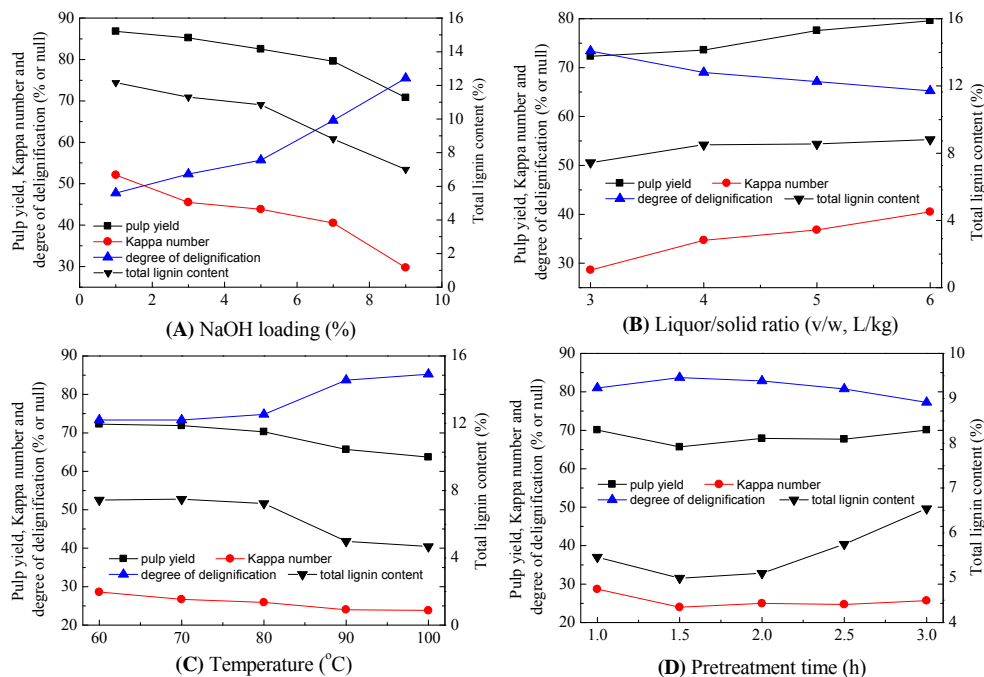 Pulp yield, Kappa number and
degree of delignification (% or null)
90
80
70
60
50
40
30
pulp yield
Kappa number
degree of delignification
total lignin content
16
14
12
10
8
6
4
2
0
Total lignin content (%)
0 2 4 6 8 10
(A) NaOH loading (%)
Pulp yield, Kappa number and
degree of delignification (% or null)
80
70
60
50
40
30
pulp yield Kappa number
degree of delignification total lignin content
16
12
8
4
0
Total lignin content (%)
3 4 5 6
(B) Liquor/solid ratio (v/w, L/kg)
Pulp yield, Kappa number and
degree of delignification (% or null)
90
80
70
60
50
40
30
20
pulp yield Kappa number
degree of delignification total lignin content
16
12
8
4
0
Total lignin content (%)
60 70 80 90 100
(C) Temperature (°C)
Pulp yield, Kappa number and
degree of delignification (% or null)
90
80
70
60
50
40
30
20
pulp yield Kappa number
degree of delignification total lignin content
10
9
8
7
6
5
4
Total lignin content (%)
1.0 1.5 2.0 2.5 3.0
(D) Pretreatment time (h)